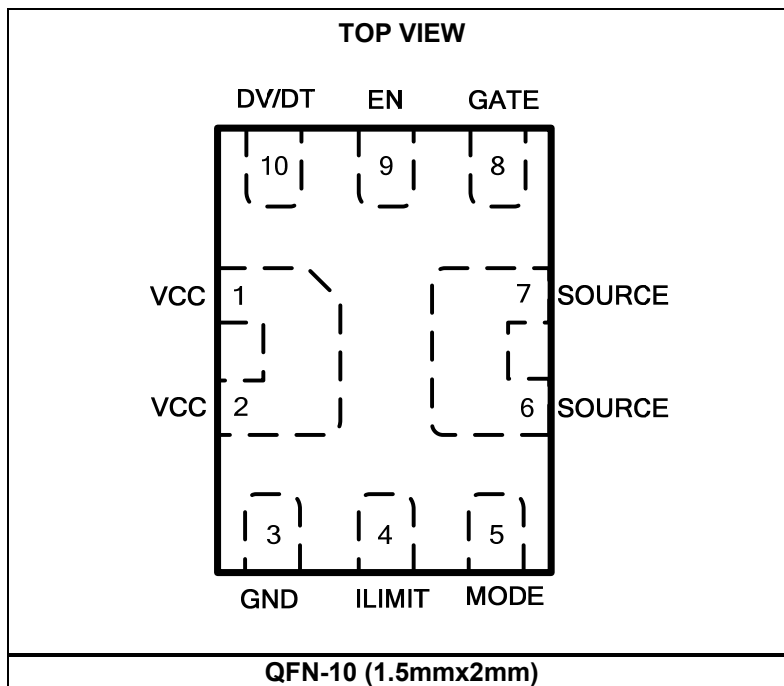 TOP VIEW
DV/DT EN GATE
10 9 8
VCC 1 7 SOURCE
VCC 2 6 SOURCE
3 4 5
GND ILIMIT MODE
QFN-10 (1.5mmx2mm)